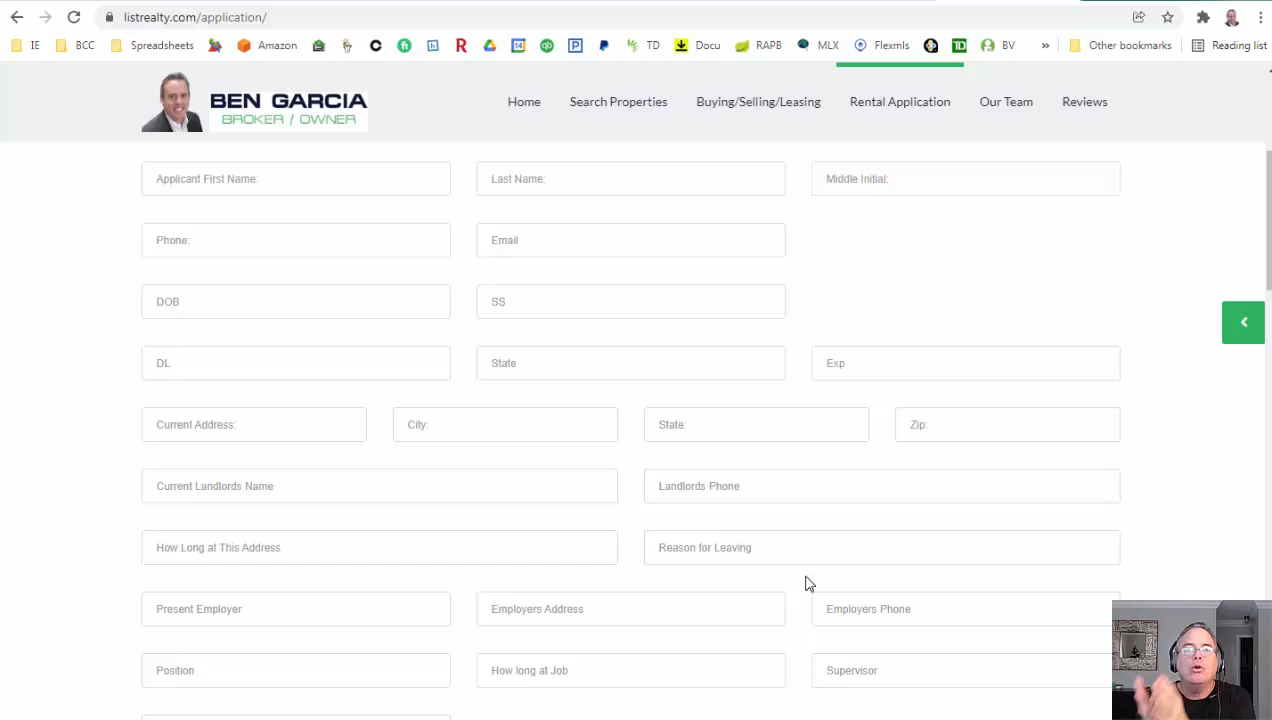 listrealty.com/application/
IE BCC Spreadsheets Amazon TD Docu RAPB MLX Flexmls BV » Other bookmarks Reading list
BEN GARCIA
BROKER / OWNER
Home Search Properties Buying/Selling/Leasing Rental Application Our Team Reviews
Applicant First Name: Last Name: Middle Initial:
Phone: Email
DOB SS
DL State Exp
Current Address: City: State: Zip:
Current Landlords Name Landlords Phone
How Long at This Address Reason for Leaving
Present Employer Employers Address Employers Phone
Position How long at Job Supervisor